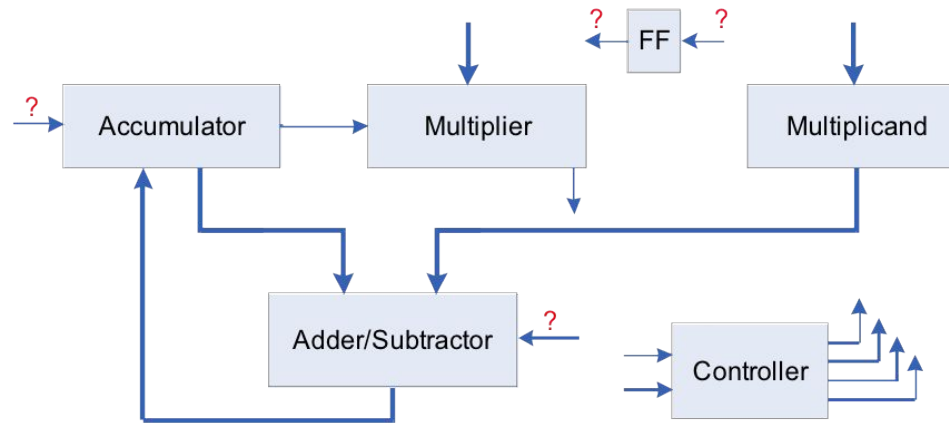 ? ? FF ?
Accumulator Multiplier Multiplicand
?
Adder/Subtractor
Controller